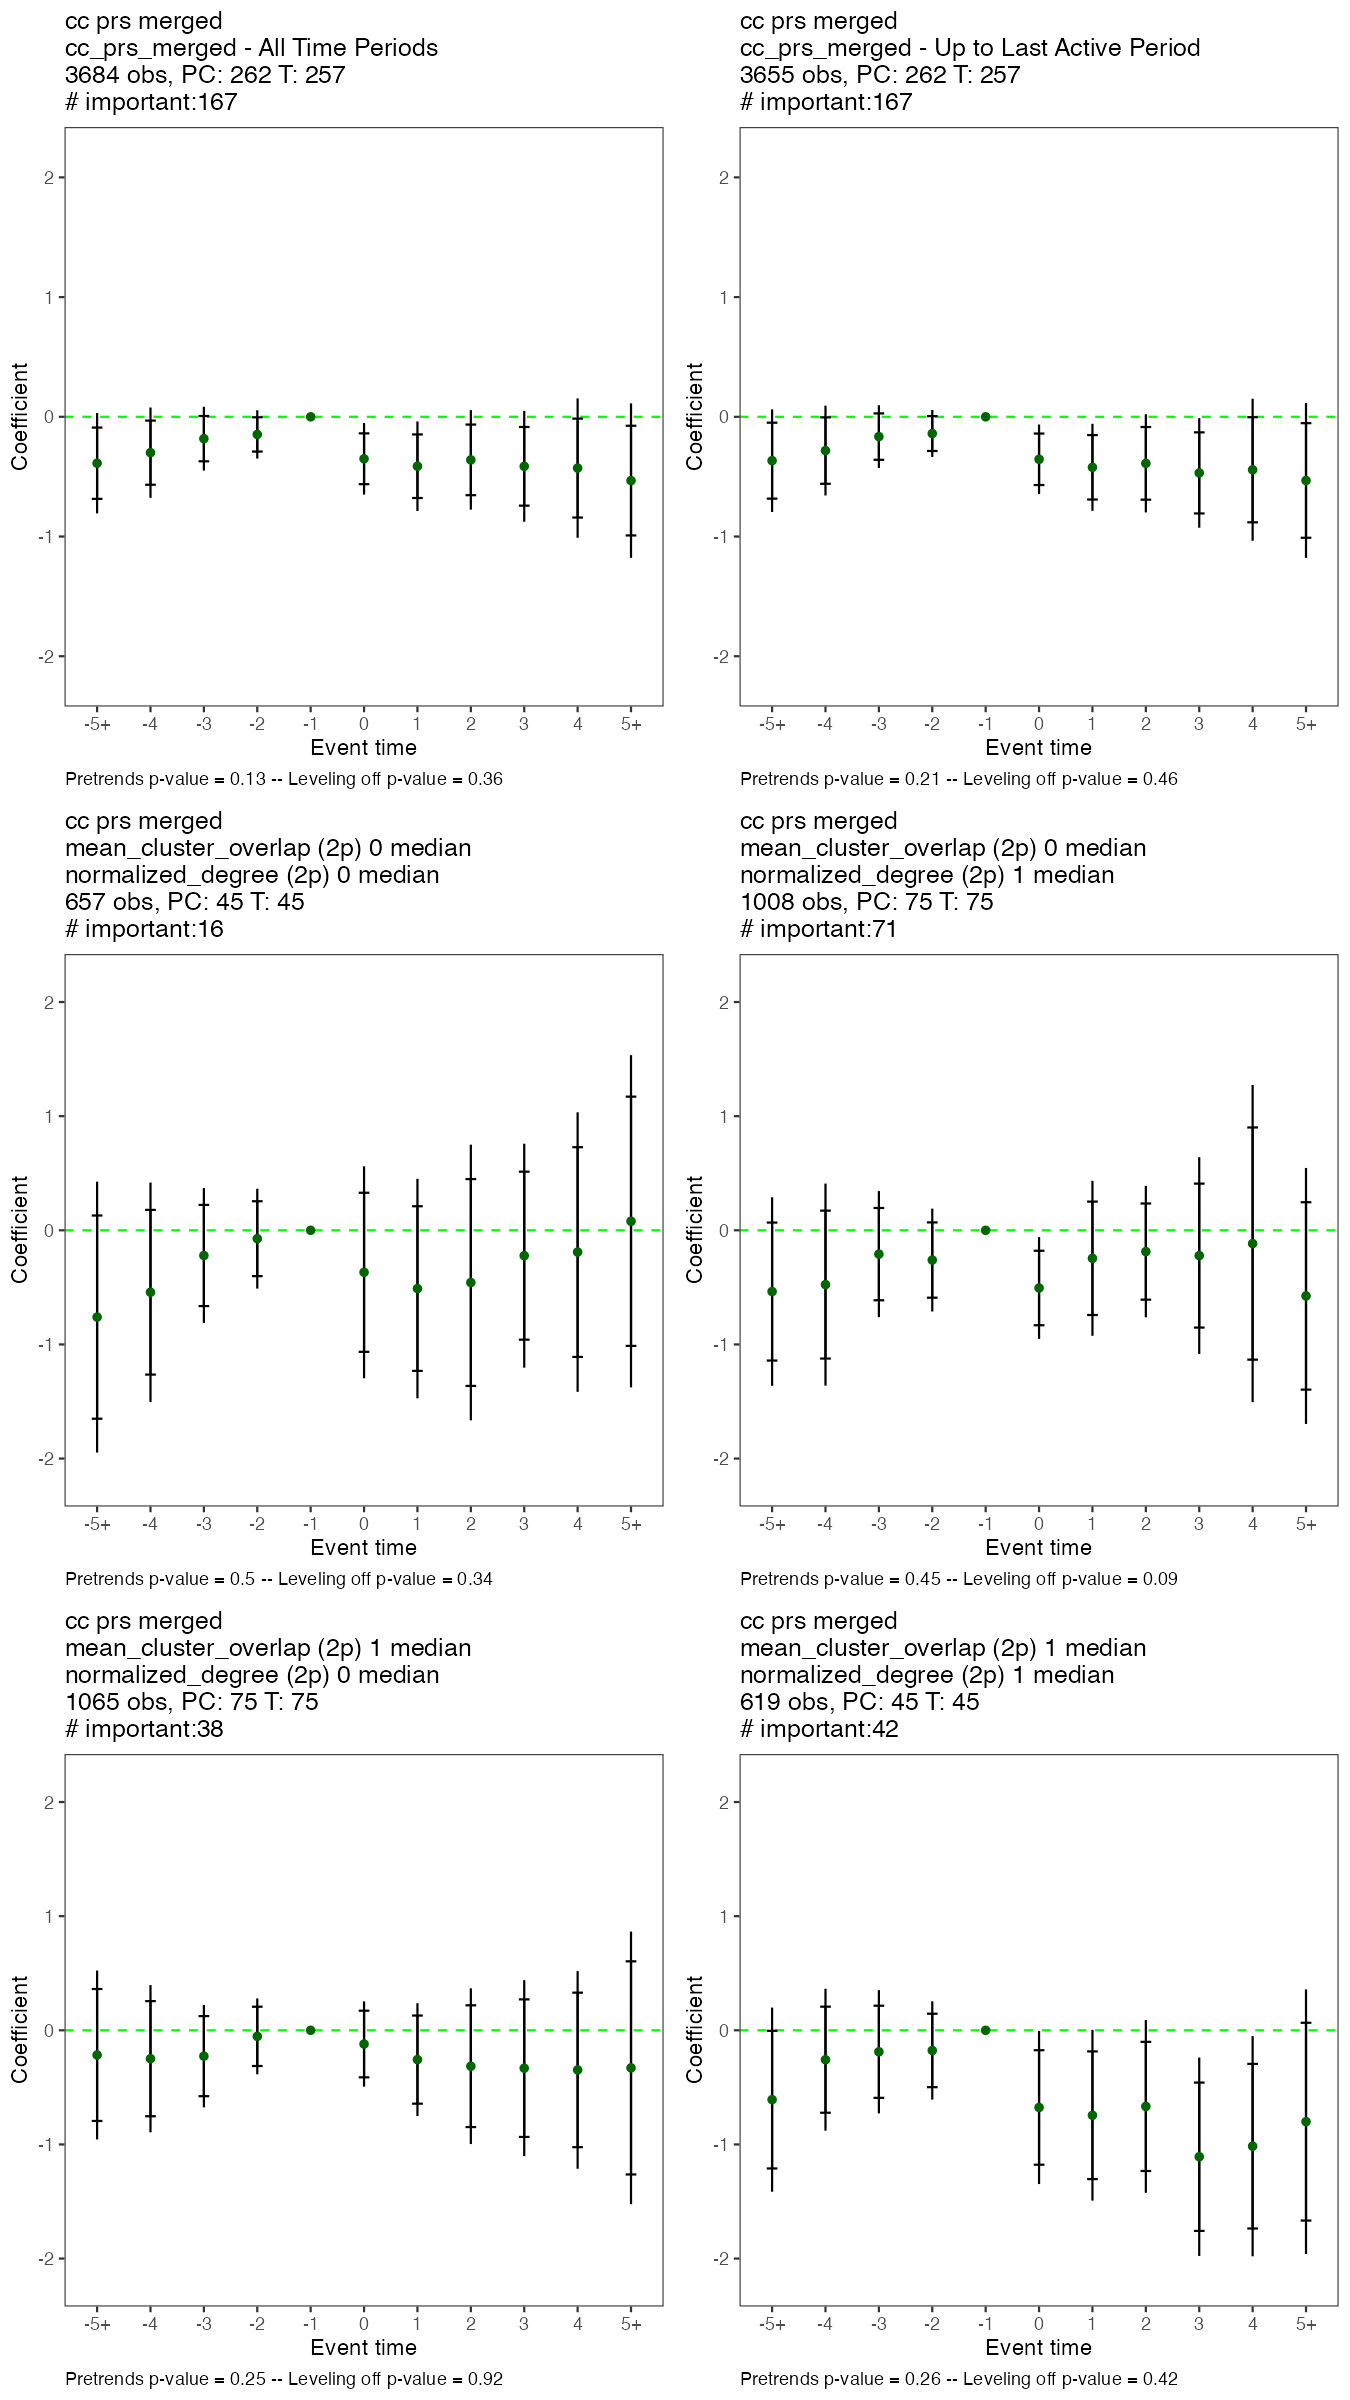 cc prs merged
cc_prs_merged - All Time Periods
3684 obs, PC: 262 T: 257
# important:167
2
1
0
-1
-2
Coefficient
-5+ -4 -3 -2 -1 0 1 2 3 4 5+
Event time
Pretrends p-value = 0.13 -- Leveling off p-value = 0.36
cc prs merged
cc_prs_merged - Up to Last Active Period
3655 obs, PC: 262 T: 257
# important:167
2
1
0
-1
-2
Coefficient
-5+ -4 -3 -2 -1 0 1 2 3 4 5+
Event time
Pretrends p-value = 0.21 -- Leveling off p-value = 0.46
cc prs merged
mean_cluster_overlap (2p) 0 median
normalized_degree (2p) 0 median
657 obs, PC: 45 T: 45
# important:16
2
1
0
-1
-2
Coefficient
-5+ -4 -3 -2 -1 0 1 2 3 4 5+
Event time
Pretrends p-value = 0.5 -- Leveling off p-value = 0.34
cc prs merged
mean_cluster_overlap (2p) 0 median
normalized_degree (2p) 1 median
1008 obs, PC: 75 T: 75
# important:71
2
1
0
-1
-2
Coefficient
-5+ -4 -3 -2 -1 0 1 2 3 4 5+
Event time
Pretrends p-value = 0.45 -- Leveling off p-value = 0.09
cc prs merged
mean_cluster_overlap (2p) 1 median
normalized_degree (2p) 0 median
1065 obs, PC: 75 T: 75
# important:38
2
1
0
-1
-2
Coefficient
-5+ -4 -3 -2 -1 0 1 2 3 4 5+
Event time
Pretrends p-value = 0.25 -- Leveling off p-value = 0.92
cc prs merged
mean_cluster_overlap (2p) 1 median
normalized_degree (2p) 1 median
619 obs, PC: 45 T: 45
# important:42
2
1
0
-1
-2
Coefficient
-5+ -4 -3 -2 -1 0 1 2 3 4 5+
Event time
Pretrends p-value = 0.26 -- Leveling off p-value = 0.42